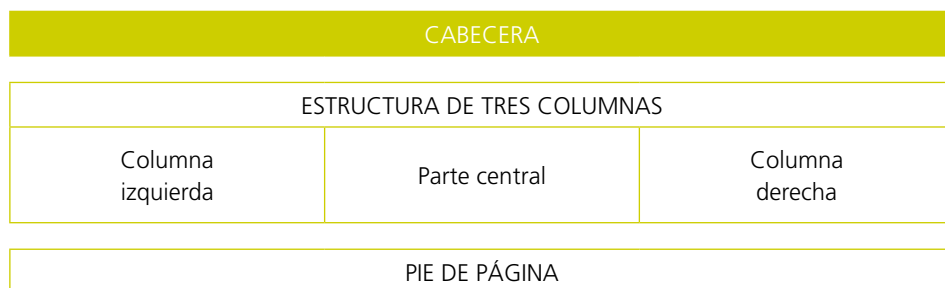 CABECERA
ESTRUCTURA DE TRES COLUMNAS
Columna
izquierda
Parte central
Columna
derecha
PIE DE PÁGINA